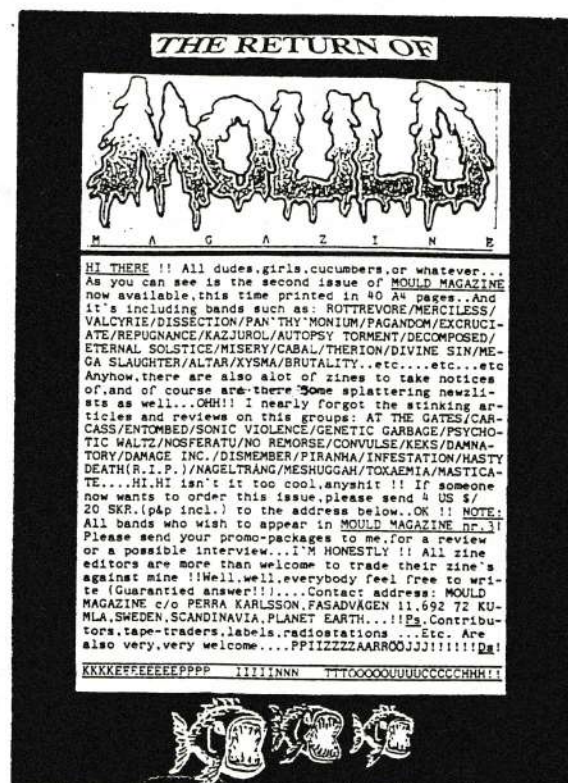 THE RETURN OF
MOULD
M A G A Z I N E
HI THERE !! All dudes,girls,cucumbers,or whatever...
As you can see is the second issue of MOULD MAGAZINE
now available,this time printed in 40 A4 pages..And
it's including bands such as: ROTTREVORE/MERCILESS/
VALCYRIE/DISSECTION/PAN'THY'MONIUM/PAGANDOM/EXCRUCI-
ATE/REPUGNANCE/KAZJUROL/AUTOPSY TORMENT/DECOMPOSED/
ETERNAL SOLSTICE/MISERY/CABAL/THERION/DIVINE SIN/ME-
GA SLAUGHTER/ALTAR/XYSMA/BRUTALITY..etc....etc...etc
Anyhow,there are also alot of zines to take notices
of,and of course are there some splattering newzli-
sts as well...OHH!! I nearly forgot the stinking ar-
ticles and reviews on this groups: AT THE GATES/CAR-
CASS/ENTOMBED/SONIC VIOLENCE/GENETIC GARBAGE/PSYCHO-
TIC WALTZ/NOSFERATU/NO REMORSE/CONVULSE/KEKS/DAMNA-
TORY/DAMAGE INC./DISMEMBER/PIRANHA/INFESTATION/HASTY
DEATH(R.I.P.)/NAGELTRÄNG/MESHUGGAH/TOXAEMIA/MASTICA-
TE....HI,HI isn't it too cool,anyshit !! If someone
now wants to order this issue,please send 4 US $/
20 SKR.(p&p incl.) to the address below..OK !! NOTE:
All bands who wish to appear in MOULD MAGAZINE nr.3!
Please send your promo-packages to me,for a review
or a possible interview...I'M HONESTLY !! All zine
editors are more than welcome to trade their zine's
against mine !!Well,well,everybody feel free to wri-
te (Guarantied answer!!)....Contact address: MOULD
MAGAZINE c/o PERRA KARLSSON,FASADVÄGEN 11,692 72 KU-
MLA,SWEDEN,SCANDINAVIA,PLANET EARTH...!!Ps.Contribu-
tors,tape-traders,labels,radiostations ...Etc. Are
also very,very welcome....PPIIZZZZAARRÖÖJJJ!!!!!!Ds!
KKKKEEEEEEEEPPPP IIIIINNN TTTOOOOOUUUUCCCCCHHH!!